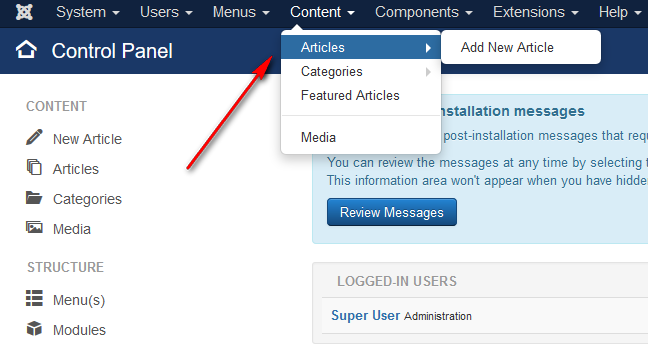 System Users Menus Content Components Extensions Help
Control Panel
Articles
Add New Article
Categories
Featured Articles
Media
CONTENT
New Article
Articles
Categories
Media
STRUCTURE
Menu(s)
Modules
installation messages
post-installation messages that requ
You can review the messages at any time by selecting t
This information area won't appear when you have hidden
Review Messages
LOGGED-IN USERS
Super User Administration